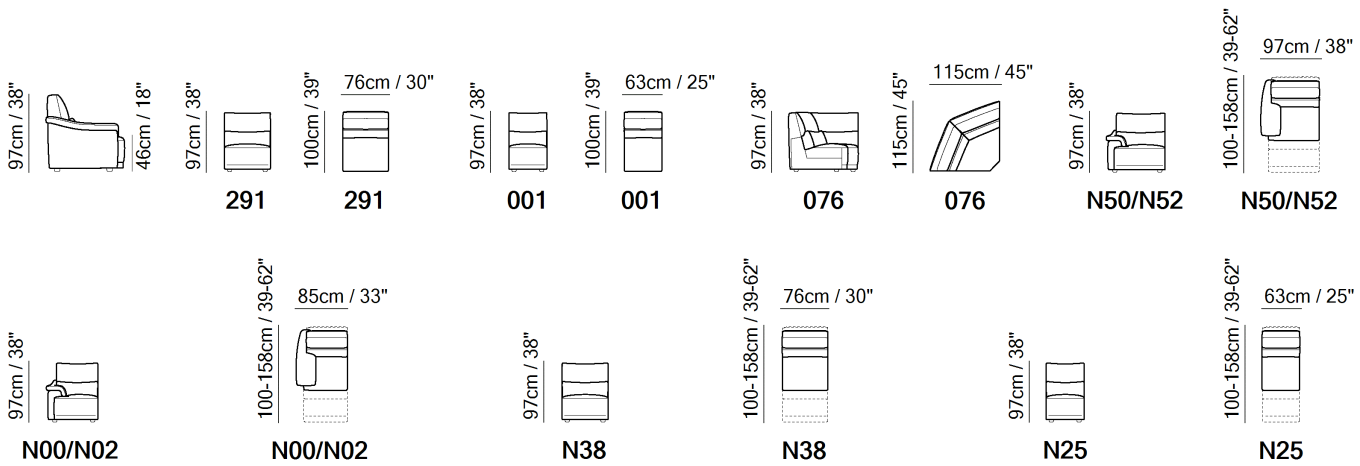 97cm / 38"
46cm / 18"
97cm / 38"
291
100cm / 39"
76cm / 30"
291
97cm / 38"
001
100cm / 39"
63cm / 25"
001
97cm / 38"
076
115cm / 45"
115cm / 45"
076
97cm / 38"
N50/N52
100-158cm / 39-62"
97cm / 38"
N50/N52
97cm / 38"
N00/N02
100-158cm / 39-62"
85cm / 33"
N00/N02
97cm / 38"
N38
100-158cm / 39-62"
76cm / 30"
N38
97cm / 38"
N25
100-158cm / 39-62"
63cm / 25"
N25